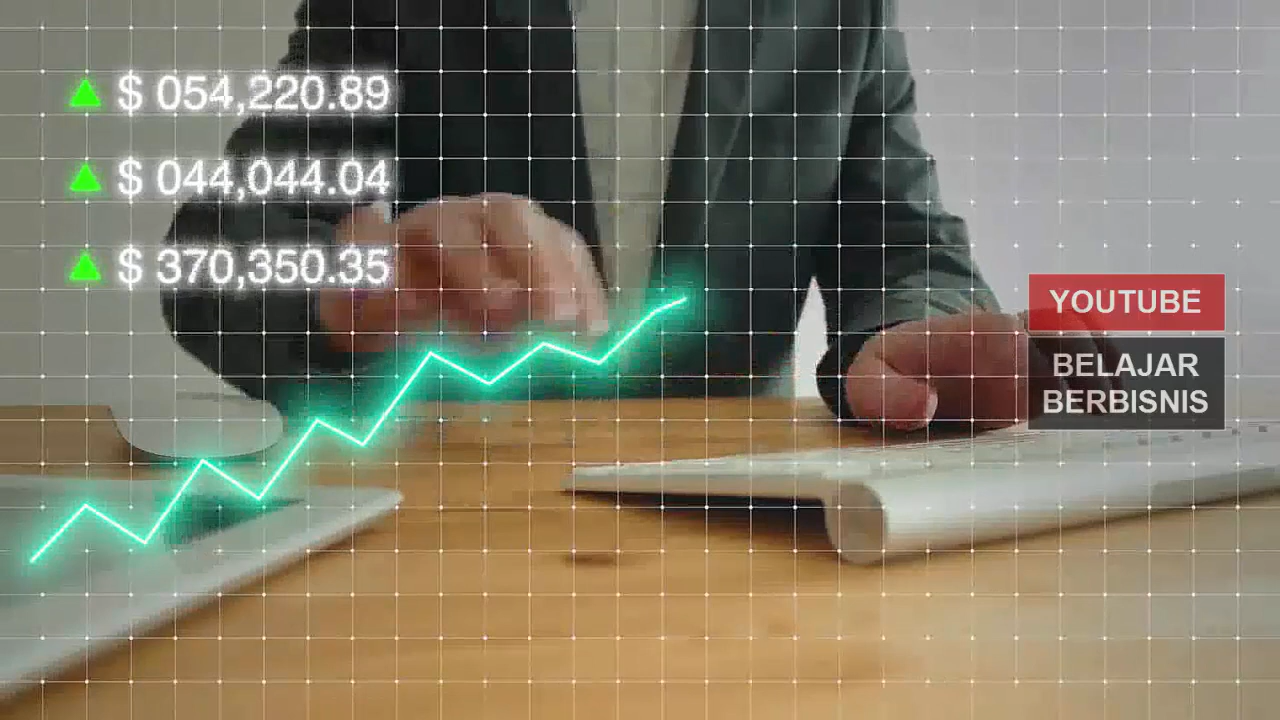 $ 054,220.89
$ 044,044.04
$ 370,350.35
YOUTUBE
BELAJAR
BERBISNIS